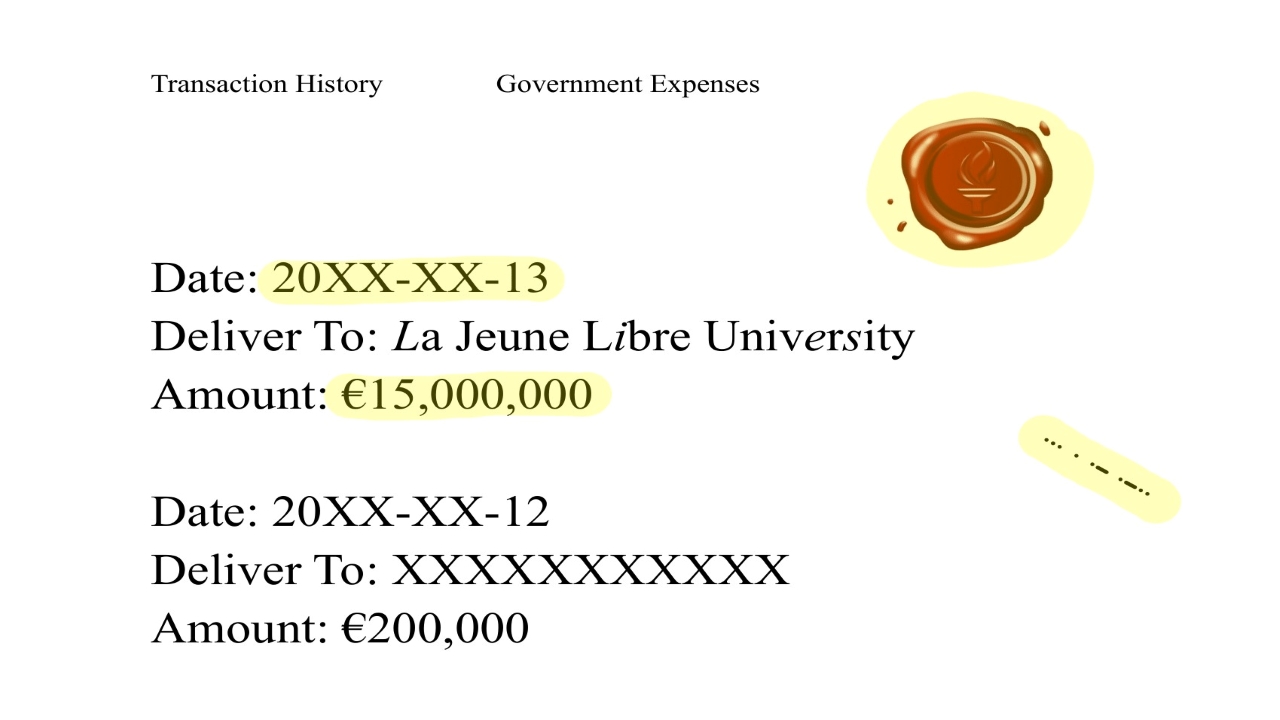 Transaction History Government Expenses
Date: 20XX-XX-13
Deliver To: La Jeune Libre University
Amount: €15,000,000
... . .- .-..
Date: 20XX-XX-12
Deliver To: XXXXXXXXXXX
Amount: €200,000